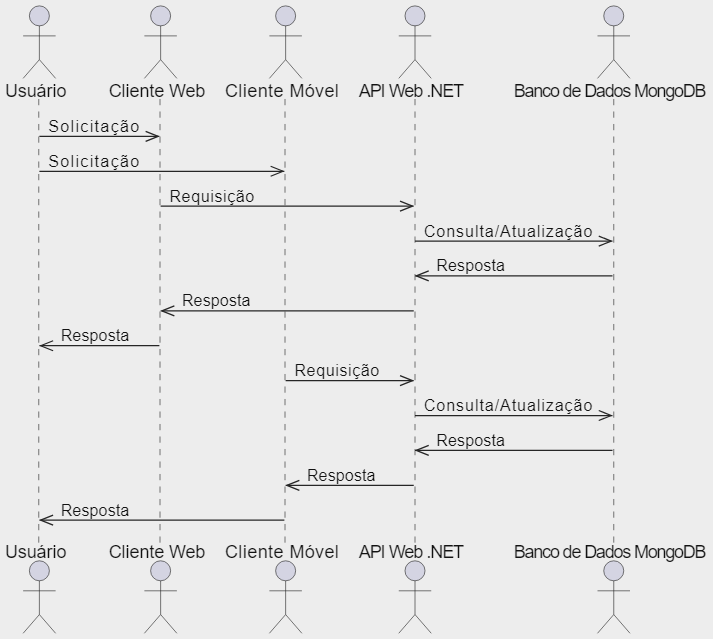 Usuário Cliente Web Cliente Móvel API Web .NET Banco de Dados MongoDB
Solicitação
Solicitação
Requisição
Consulta/Atualização
Resposta
Resposta
Resposta
Requisição
Consulta/Atualização
Resposta
Resposta
Resposta
Usuário Cliente Web Cliente Móvel API Web .NET Banco de Dados MongoDB